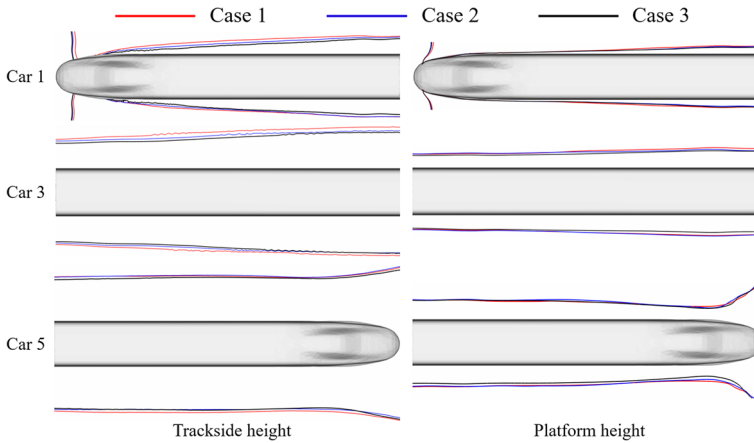 Case 1 Case 2 Case 3
Car 1
Car 3
Car 5
Trackside height Platform height